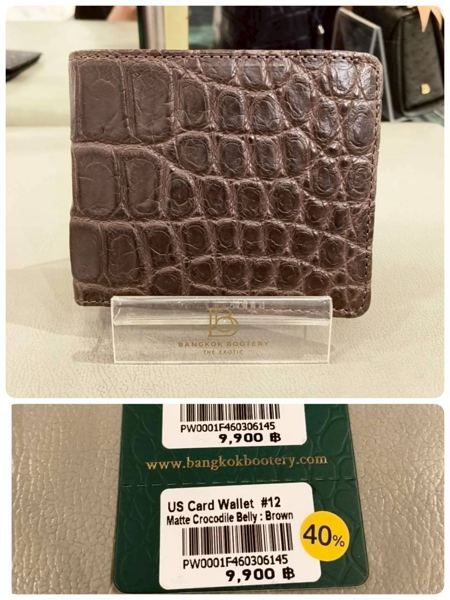 B
BANGKOK BOOTERY
THE EXOTIC
PW0001F460306145
9,900 ฿
www.bangkokbootery.com
US Card Wallet #12
Matte Crocodile Belly : Brown
40%
PW0001F460306145
9,900 ฿